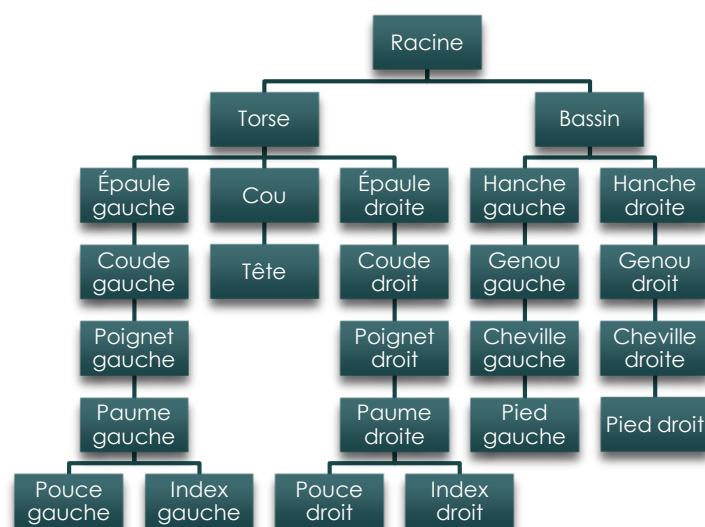 Racine
Torse
Bassin
Épaule
gauche
Cou
Épaule
droite
Hanche
gauche
Hanche
droite
Coude
gauche
Tête
Coude
droit
Genou
gauche
Genou
droit
Poignet
gauche
Poignet
droit
Cheville
gauche
Cheville
droite
Paume
gauche
Paume
droite
Pied
gauche
Pied droit
Pouce
gauche
Index
gauche
Pouce
droit
Index
droit